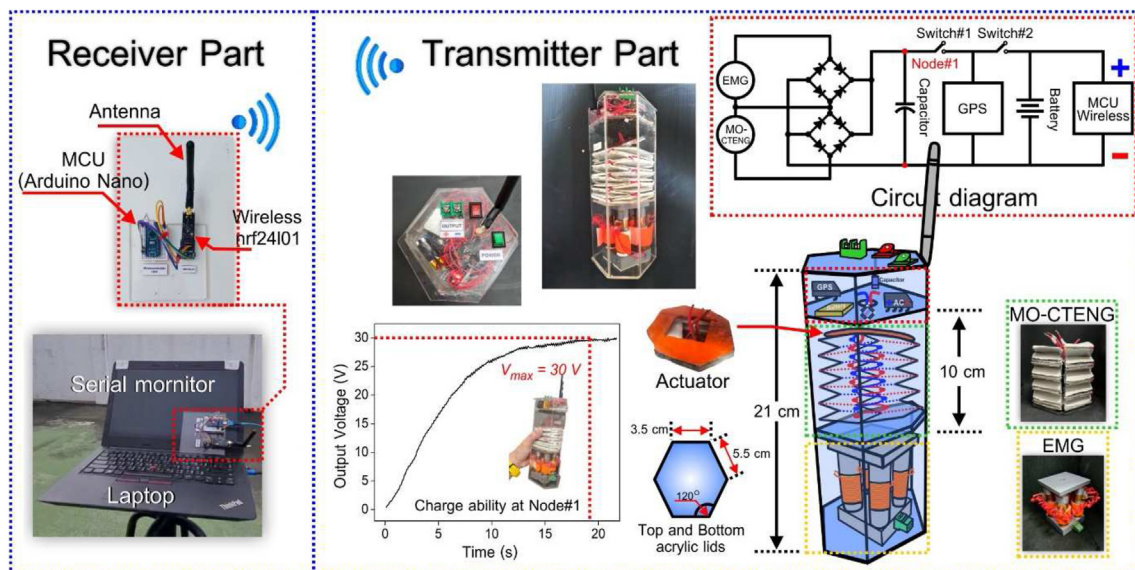 Receiver Part
Antenna
MCU
(Arduino Nano)
Wireless
nrf24l01
Serial mornitor
Laptop
ThinkPad
Transmitter Part
OUTPUT
POWER
Switch#1
Switch#2
Node#1
EMG
MO-
CTENG
Capacitor
GPS
Battery
MCU
Wireless
+
−
Circuit diagram
Output Voltage (V)
30
25
20
15
10
5
0
Vmax = 30 V
Charge ability at Node#1
0
5
10
15
20
Time (s)
Actuator
3.5 cm
5.5 cm
120°
Top and Bottom
acrylic lids
21 cm
GPS
Capacitor
AC
10 cm
MO-CTENG
EMG